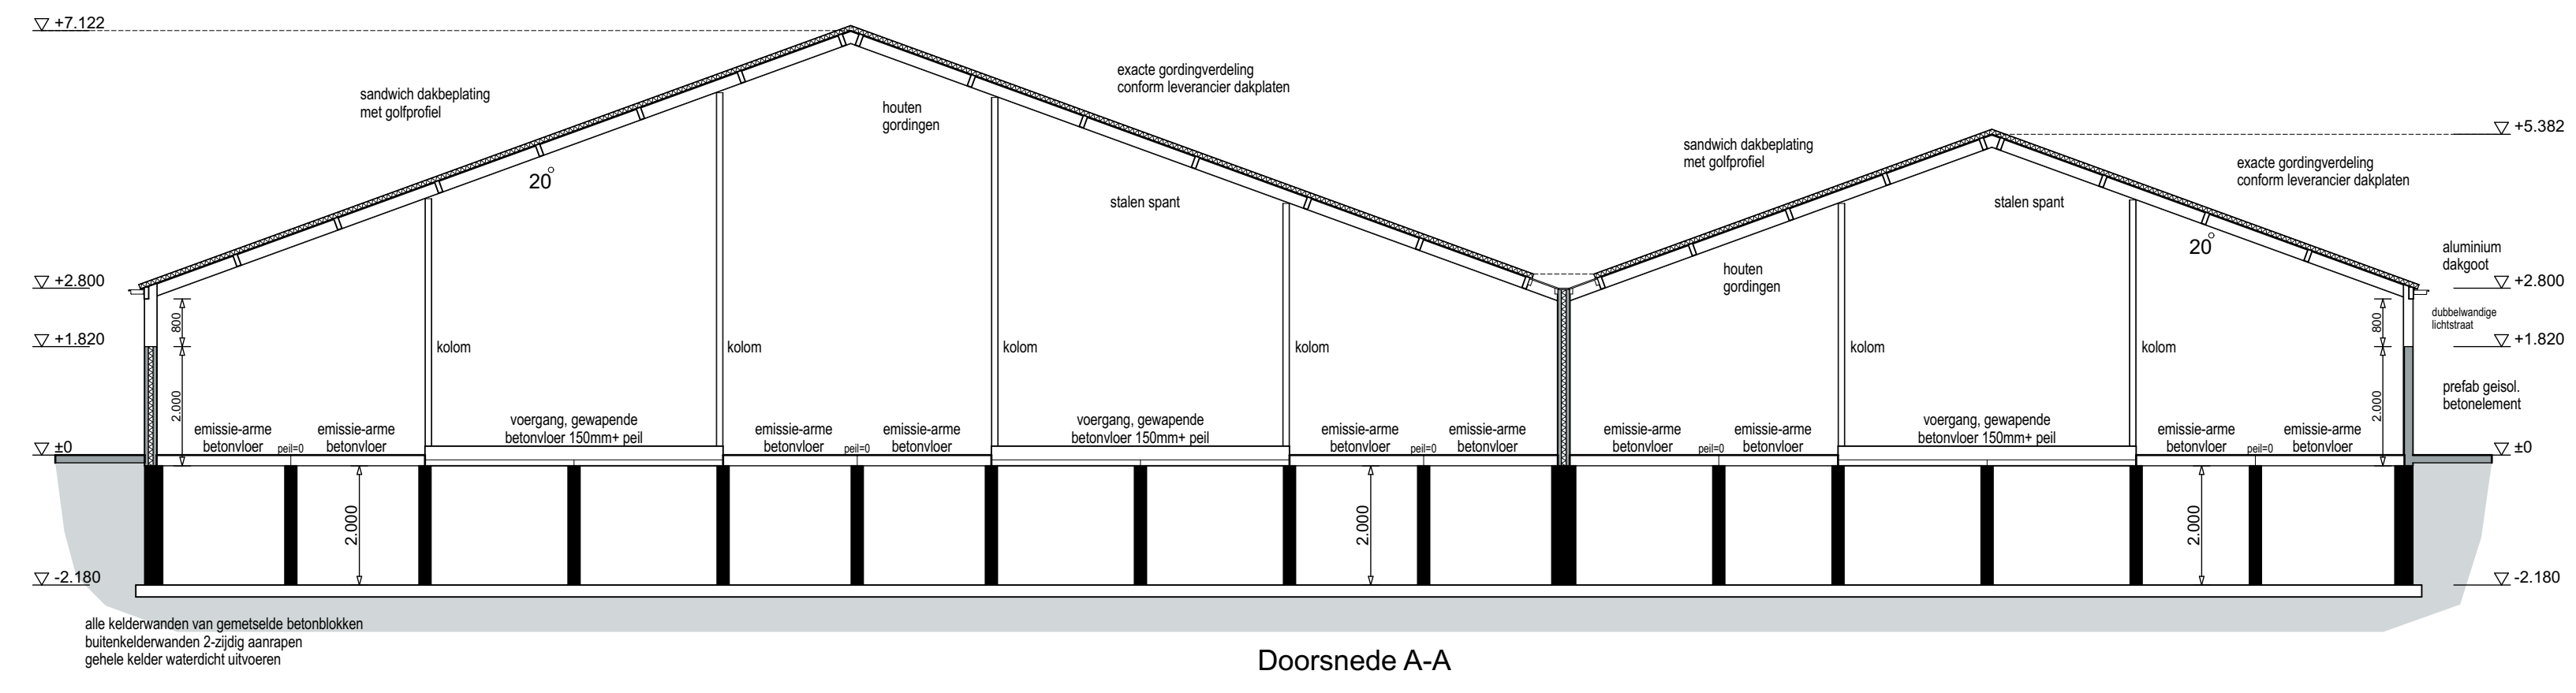 +7.122
sandwich dakbeplating
met golfprofiel
houten
gordingen
exacte gordingverdeling
conform leverancier dakplaten
20°
stalen spant
sandwich dakbeplating
met golfprofiel
+5.382
exacte gordingverdeling
conform leverancier dakplaten
stalen spant
20°
houten
gordingen
aluminium
dakgoot
+2.800
+2.800
800
800
dubbelwandige
lichtstraat
+1.820
+1.820
kolom
kolom
kolom
kolom
kolom
kolom
prefab geisol.
betonelement
2.000
2.000
±0
emissie-arme
betonvloer
peil=0
emissie-arme
betonvloer
voergang, gewapende
betonvloer 150mm+ peil
emissie-arme
betonvloer
peil=0
emissie-arme
betonvloer
voergang, gewapende
betonvloer 150mm+ peil
emissie-arme
betonvloer
peil=0
emissie-arme
betonvloer
emissie-arme
betonvloer
peil=0
emissie-arme
betonvloer
voergang, gewapende
betonvloer 150mm+ peil
emissie-arme
betonvloer
peil=0
emissie-arme
betonvloer
±0
2.000
2.000
2.000
-2.180
-2.180
alle kelderwanden van gemetselde betonblokken
buitenkelderwanden 2-zijdig aanrapen
gehele kelder waterdicht uitvoeren
Doorsnede A-A